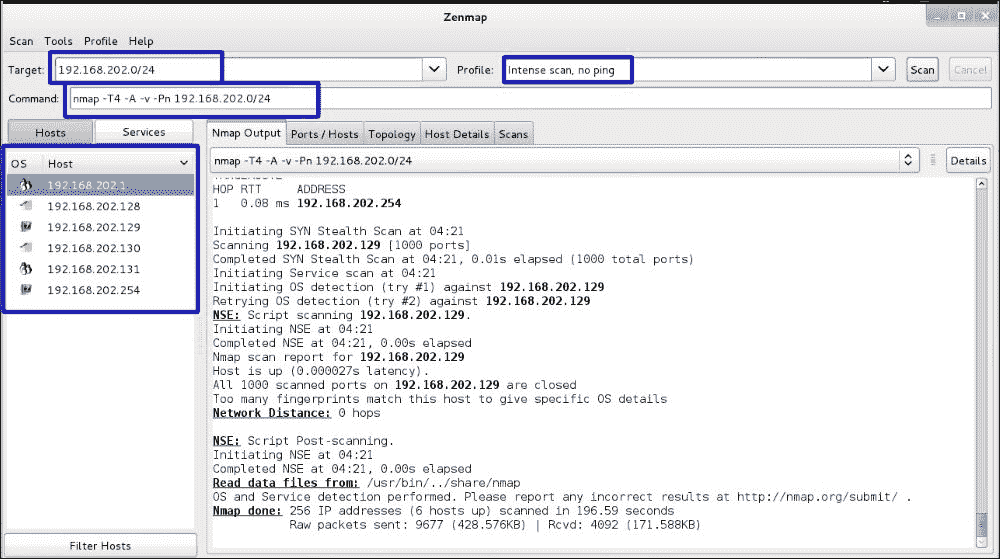 Zenmap
Scan Tools Profile Help
Target: 192.168.202.0/24 Profile: Intense scan, no ping Scan Cancel
Command: nmap -T4 -A -v -Pn 192.168.202.0/24
Hosts Services
Nmap Output Ports / Hosts Topology Host Details Scans
OS Host
192.168.202.1
192.168.202.128
192.168.202.129
192.168.202.130
192.168.202.131
192.168.202.254
Filter Hosts
nmap -T4 -A -v -Pn 192.168.202.0/24 Details
HOP RTT ADDRESS
1 0.08 ms 192.168.202.254
Initiating SYN Stealth Scan at 04:21
Scanning 192.168.202.129 [1000 ports]
Completed SYN Stealth Scan at 04:21, 0.01s elapsed (1000 total ports)
Initiating Service scan at 04:21
Initiating OS detection (try #1) against 192.168.202.129
Retrying OS detection (try #2) against 192.168.202.129
NSE: Script scanning 192.168.202.129.
Initiating NSE at 04:21
Completed NSE at 04:21, 0.00s elapsed
Nmap scan report for 192.168.202.129
Host is up (0.000027s latency).
All 1000 scanned ports on 192.168.202.129 are closed
Too many fingerprints match this host to give specific OS details
Network Distance: 0 hops
NSE: Script Post-scanning.
Initiating NSE at 04:21
Completed NSE at 04:21, 0.00s elapsed
Read data files from: /usr/bin/../share/nmap
OS and Service detection performed. Please report any incorrect results at http://nmap.org/submit/ .
Nmap done: 256 IP addresses (6 hosts up) scanned in 196.59 seconds
Raw packets sent: 9677 (428.576KB) | Rcvd: 4092 (171.588KB)